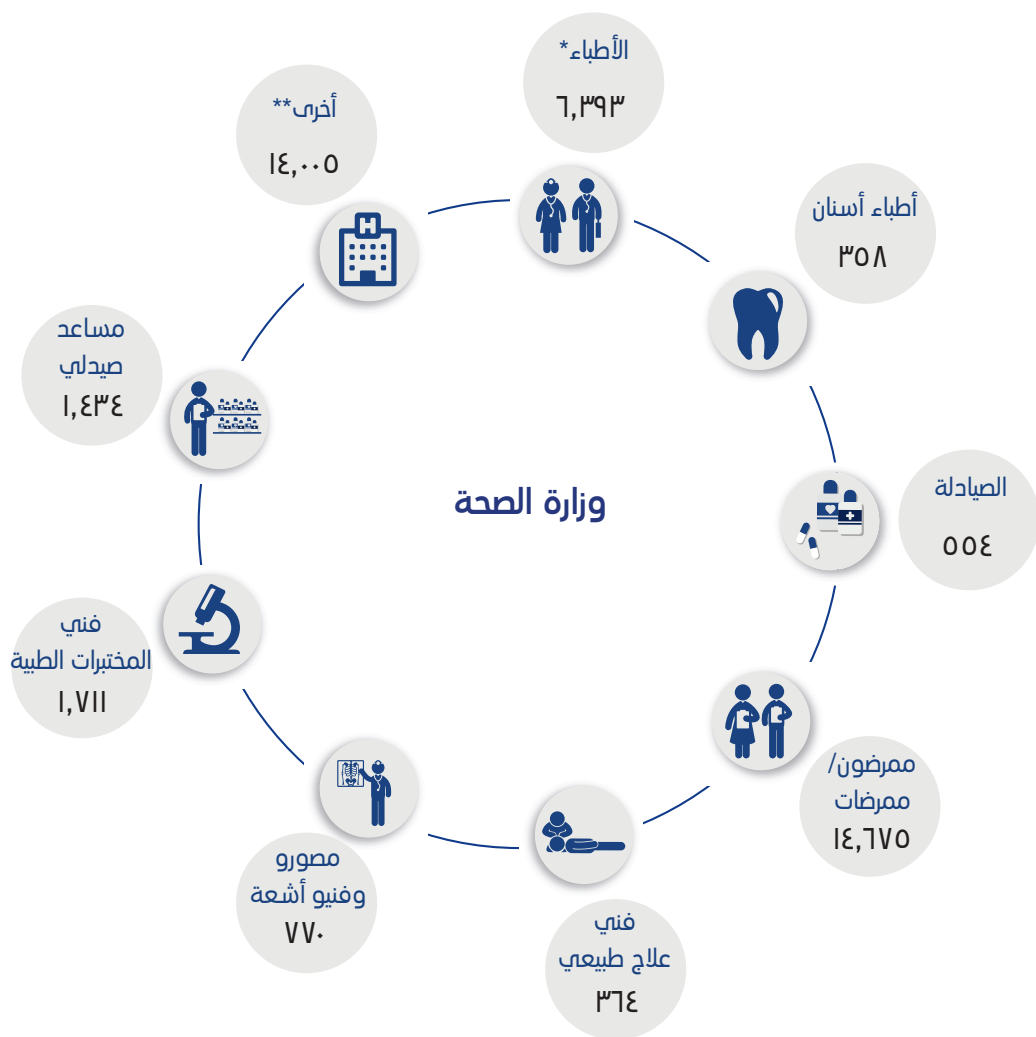 الأطباء*
٦,٣٩٣
أطباء أسنان
٣٥٨
الصيادلة
٥٥٤
ممرضون/
ممرضات
١٤,٦٧٥
فني
علاج طبيعي
٣٦٤
مصورو
وفنيو أشعة
٧٧٠
فني
المختبرات الطبية
١,٧١١
مساعد
صيدلي
١,٤٣٤
أخرى**
١٤,٠٠٥
وزارة الصحة
H